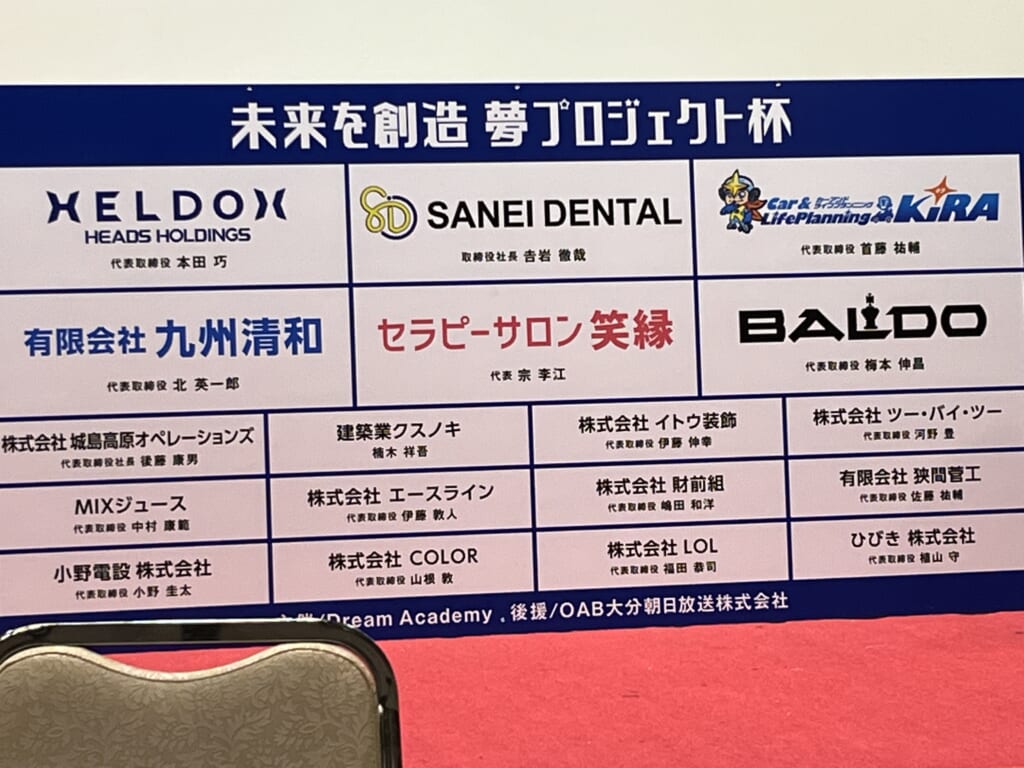 未来を創造 夢プロジェクト杯
HELDOX
HEADS HOLDINGS
代表取締役 本田 巧
SANEI DENTAL
取締役社長 吉岩 徹哉
Car &
LifePlanning KiRA
代表取締役 首藤 祐輔
有限会社 九州清和
代表取締役 北 英一郎
セラピーサロン 笑縁
代表 宗 李江
BALDO
代表取締役 梅本 伸昌
株式会社 城島高原オペレーションズ
代表取締役社長 後藤 康男
建築業クスノキ
楠木 祥吾
株式会社 イトウ装飾
代表取締役 伊藤 伸幸
株式会社 ツー・バイ・ツー
代表取締役 河野 豊
MIXジュース
代表取締役 中村 康範
株式会社 エースライン
代表取締役 伊藤 敦人
株式会社 財前組
代表取締役 嶋田 和洋
有限会社 狭間菅工
代表取締役 佐藤 祐輔
小野電設 株式会社
代表取締役 小野 圭太
株式会社 COLOR
代表取締役 山根 敦
株式会社 LOL
代表取締役 福田 恭司
ひびき 株式会社
代表取締役 植山 守
/Dream Academy . 後援/OAB大分朝日放送株式会社